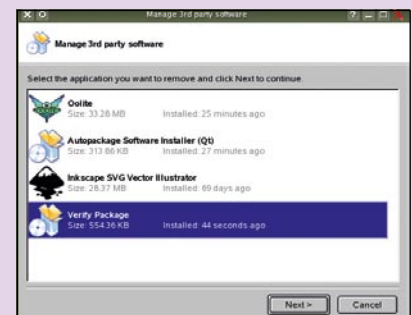 Manage 3rd party software
Manage 3rd party software
Select the application you want to remove and click Next to continue.
Oolite
Size: 33.28 MB Installed: 25 minutes ago
Autopackage Software Installer (Qt)
Size: 313.66 KB Installed: 27 minutes ago
Inkscape SVG Vector Illustrator
Size: 28.37 MB Installed: 69 days ago
Verify Package
Size: 554.36 KB Installed: 44 seconds ago
Next > Cancel